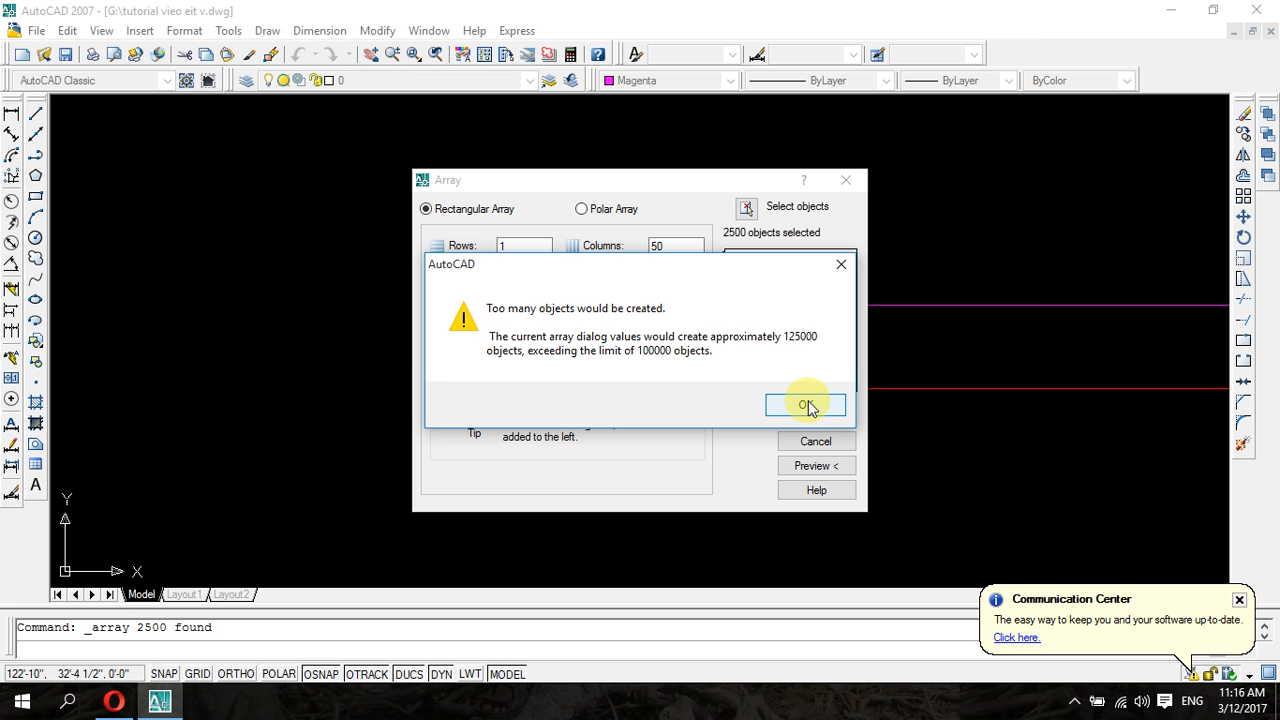 AutoCAD 2007 - [G:\tutorial vieo eit v.dwg]
File Edit View Insert Format Tools Draw Dimension Modify Window Help Express
AutoCAD Classic 0 Magenta ByLayer ByLayer ByColor
Array ?
Rectangular Array Polar Array Select objects
2500 objects selected
Rows: 1 Columns: 50
AutoCAD
Too many objects would be created.
The current array dialog values would create approximately 125000
objects, exceeding the limit of 100000 objects.
OK
Tip added to the left.
Cancel
Preview <
Help
Y
X
Model Layout1 Layout2
Communication Center
The easy way to keep you and your software up-to-date.
Click here.
Command: _array 2500 found
122'-10", 32'-4 1/2", 0'-0" SNAP GRID ORTHO POLAR OSNAP OTRACK DUCS DYN LWT MODEL
ENG
11:16 AM
3/12/2017